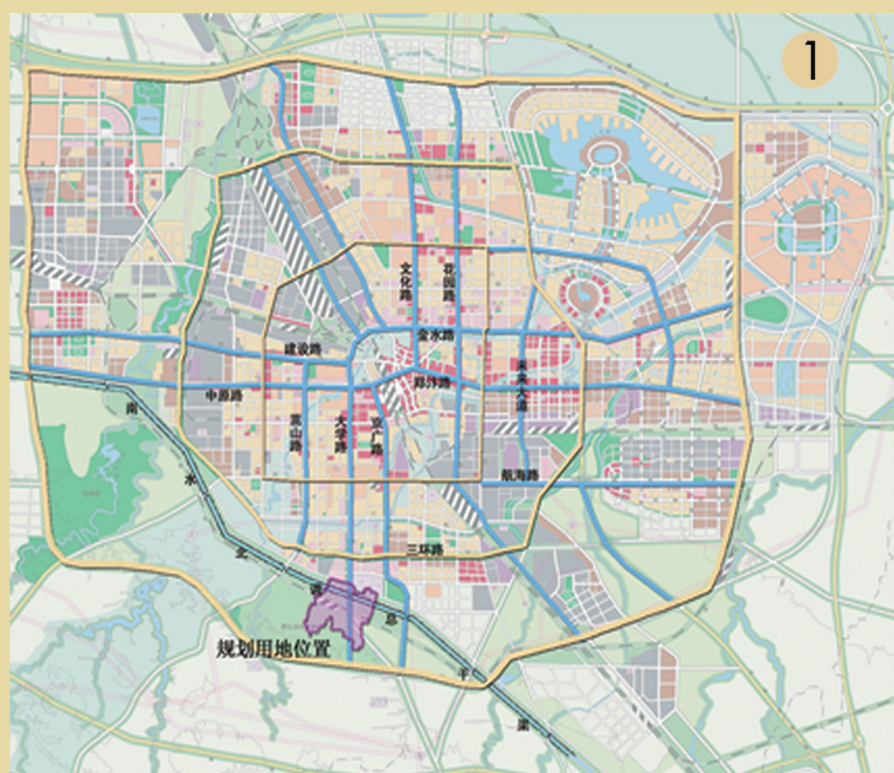 1
文化路
花园路
金水路
建设路
未来大道
郑汴路
中原路
嵩山路
大学路
京广路
航海路
三环路
南水北调总干渠
规划用地位置